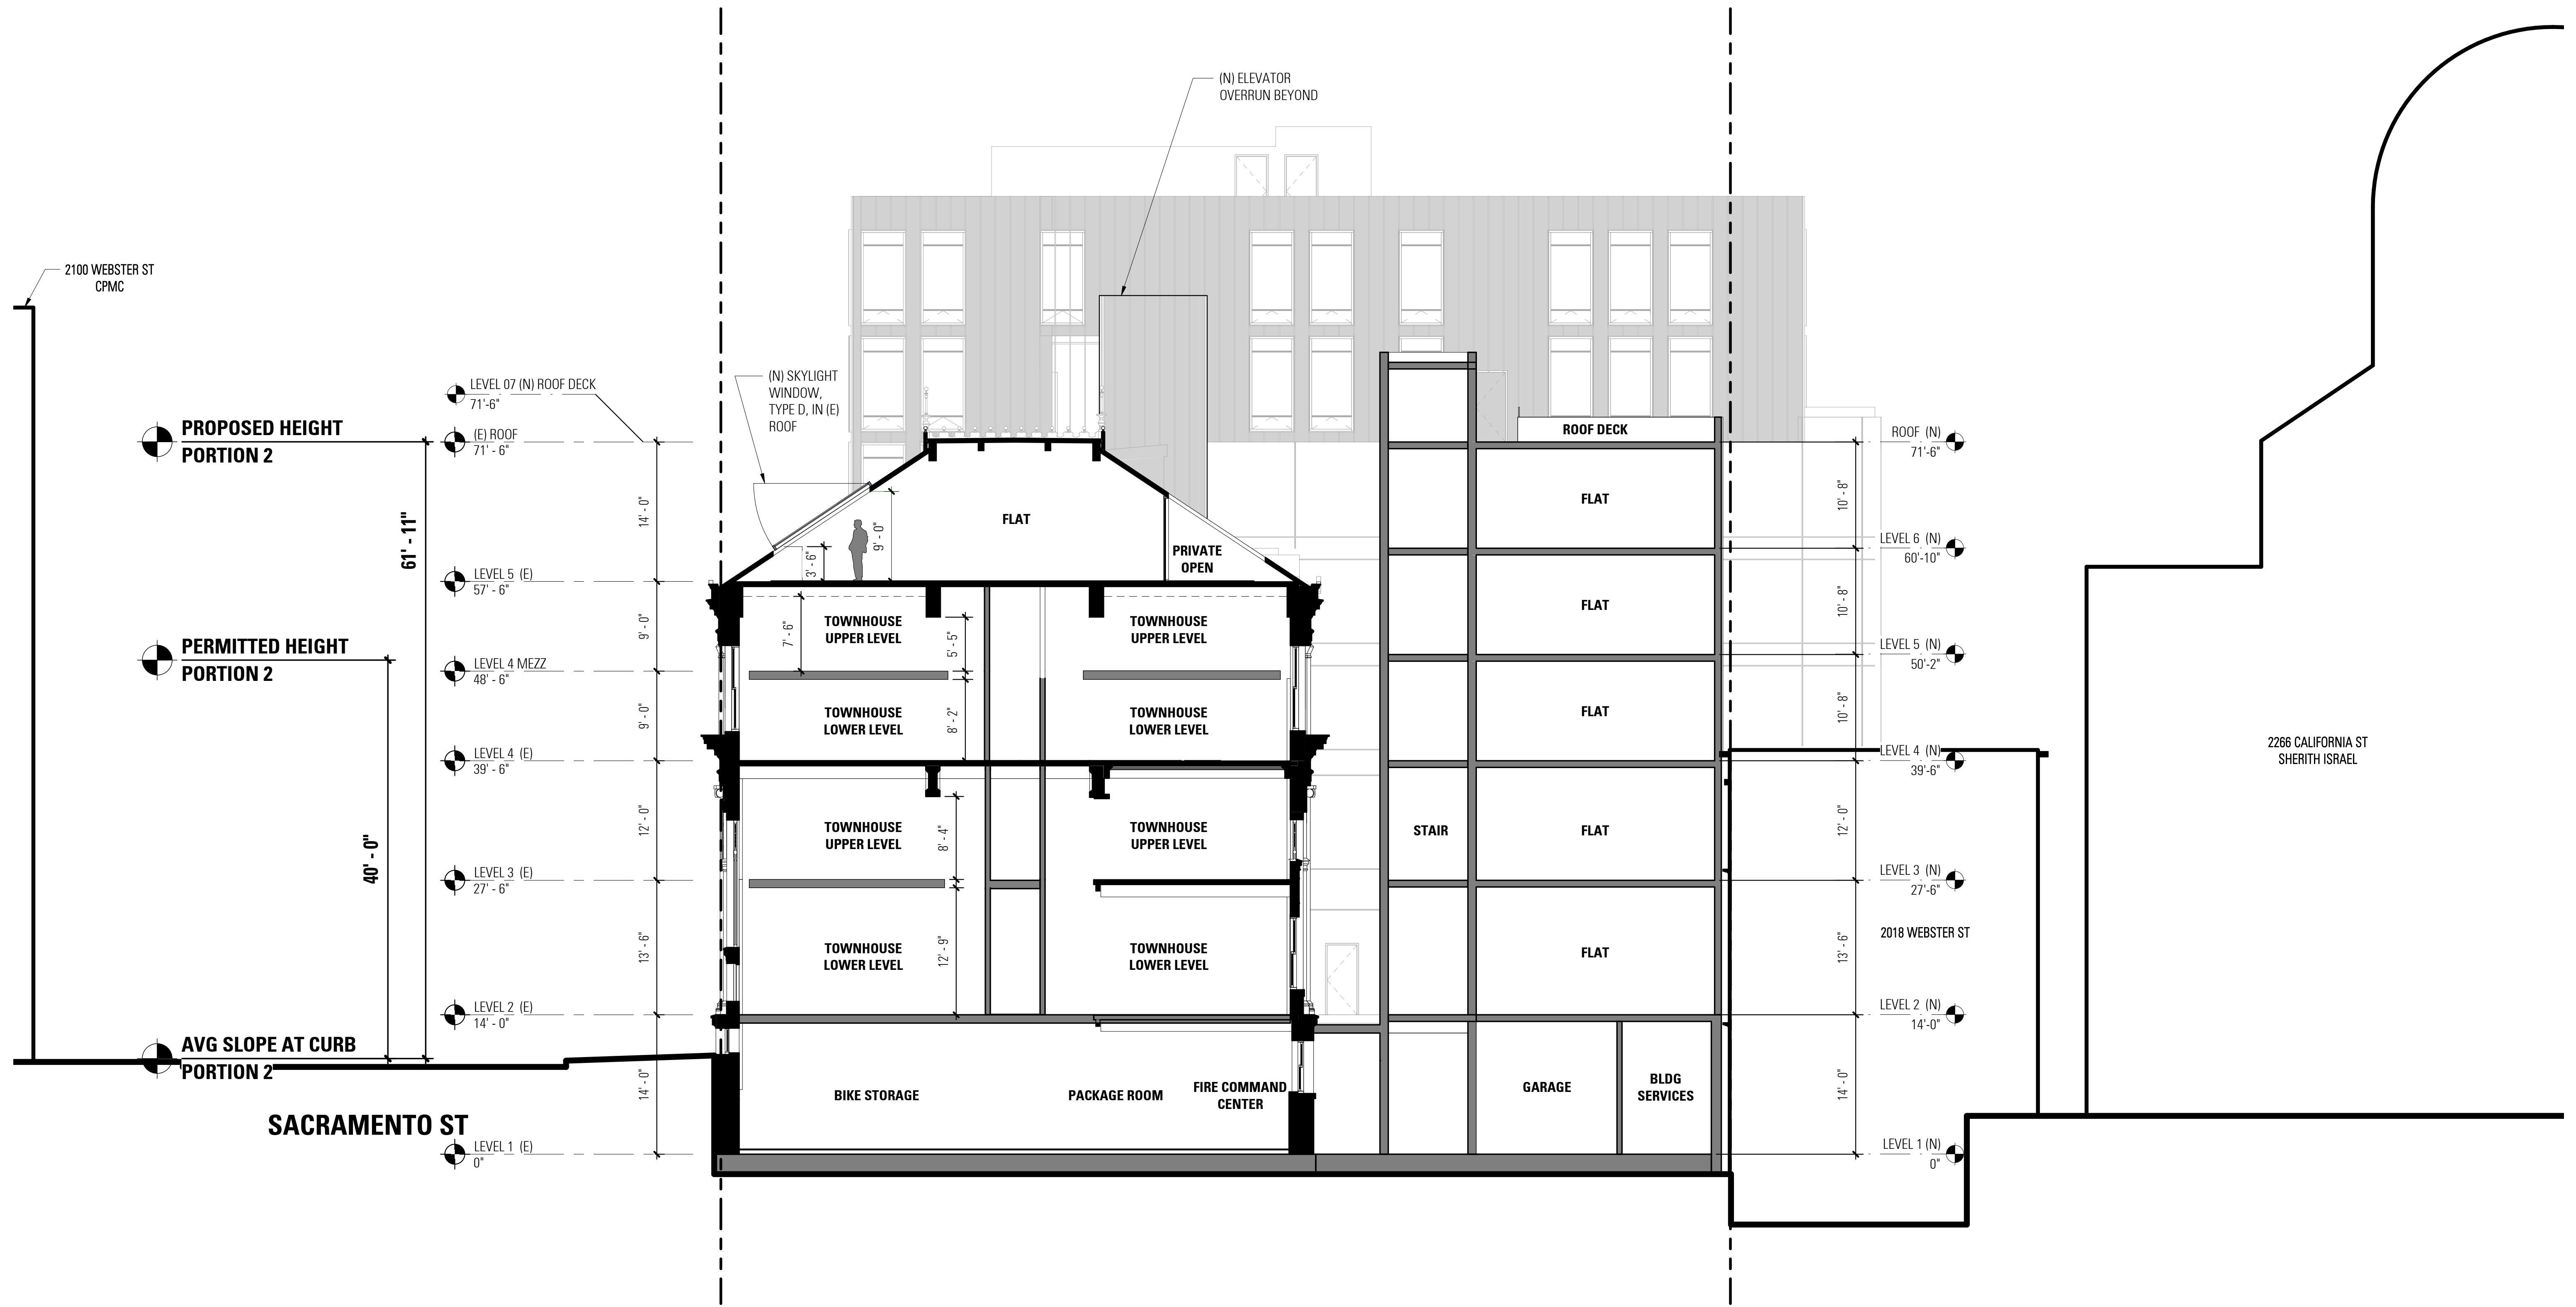 (N) ELEVATOR
OVERRUN BEYOND
2100 WEBSTER ST
CPMC
(N) SKYLIGHT
WINDOW,
TYPE D, IN (E)
ROOF
LEVEL 07 (N) ROOF DECK
71'-6"
PROPOSED HEIGHT
PORTION 2
(E) ROOF
71' - 6"
61' - 11"
LEVEL 5 (E)
57' - 6"
PERMITTED HEIGHT
PORTION 2
LEVEL 4 MEZZ
48' - 6"
LEVEL 4 (E)
39' - 6"
40' - 0"
LEVEL 3 (E)
27' - 6"
LEVEL 2 (E)
14' - 0"
AVG SLOPE AT CURB
PORTION 2
SACRAMENTO ST
LEVEL 1 (E)
0"
14' - 0"
9' - 0"
9' - 0"
12' - 0"
13' - 6"
14' - 0"
FLAT
3' - 6"
9' - 0"
PRIVATE
OPEN
TOWNHOUSE
UPPER LEVEL
7' - 6"
5' - 5"
TOWNHOUSE
UPPER LEVEL
TOWNHOUSE
LOWER LEVEL
8' - 2"
TOWNHOUSE
LOWER LEVEL
TOWNHOUSE
UPPER LEVEL
8' - 4"
TOWNHOUSE
UPPER LEVEL
TOWNHOUSE
LOWER LEVEL
12' - 9"
TOWNHOUSE
LOWER LEVEL
BIKE STORAGE
PACKAGE ROOM
FIRE COMMAND
CENTER
STAIR
ROOF DECK
FLAT
FLAT
FLAT
FLAT
FLAT
GARAGE
BLDG
SERVICES
10' - 8"
10' - 8"
10' - 8"
12' - 0"
13' - 6"
14' - 0"
ROOF (N)
71'-6"
LEVEL 6 (N)
60'-10"
LEVEL 5 (N)
50'-2"
LEVEL 4 (N)
39'-6"
LEVEL 3 (N)
27'-6"
2018 WEBSTER ST
LEVEL 2 (N)
14'-0"
LEVEL 1 (N)
0"
2266 CALIFORNIA ST
SHERITH ISRAEL